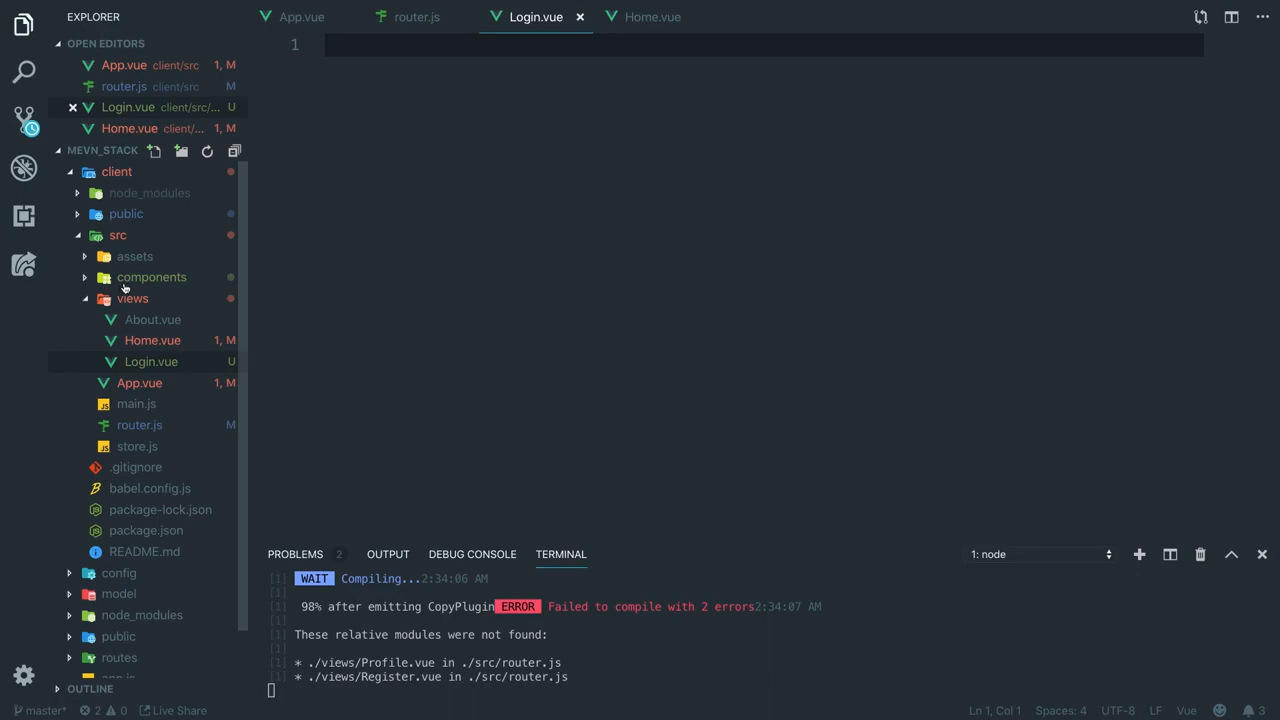 EXPLORER
App.vue
router.js
Login.vue
Home.vue
OPEN EDITORS
App.vue client/src 1, M
router.js client/src M
Login.vue client/src/... U
Home.vue client/... 1, M
MEVN_STACK
client
node_modules
public
src
assets
components
views
About.vue
Home.vue 1, M
Login.vue U
App.vue 1, M
main.js
router.js M
store.js
.gitignore
babel.config.js
package-lock.json
package.json
README.md
config
model
node_modules
public
routes
app.js
OUTLINE
1
PROBLEMS 2 OUTPUT DEBUG CONSOLE TERMINAL 1: node
[1] WAIT Compiling...2:34:06 AM
[1]
[1] 98% after emitting CopyPlugin ERROR Failed to compile with 2 errors2:34:07 AM
[1]
[1] These relative modules were not found:
[1]
[1] * ./views/Profile.vue in ./src/router.js
[1] * ./views/Register.vue in ./src/router.js
master* 2 0 Live Share Ln 1, Col 1 Spaces: 4 UTF-8 LF Vue 3